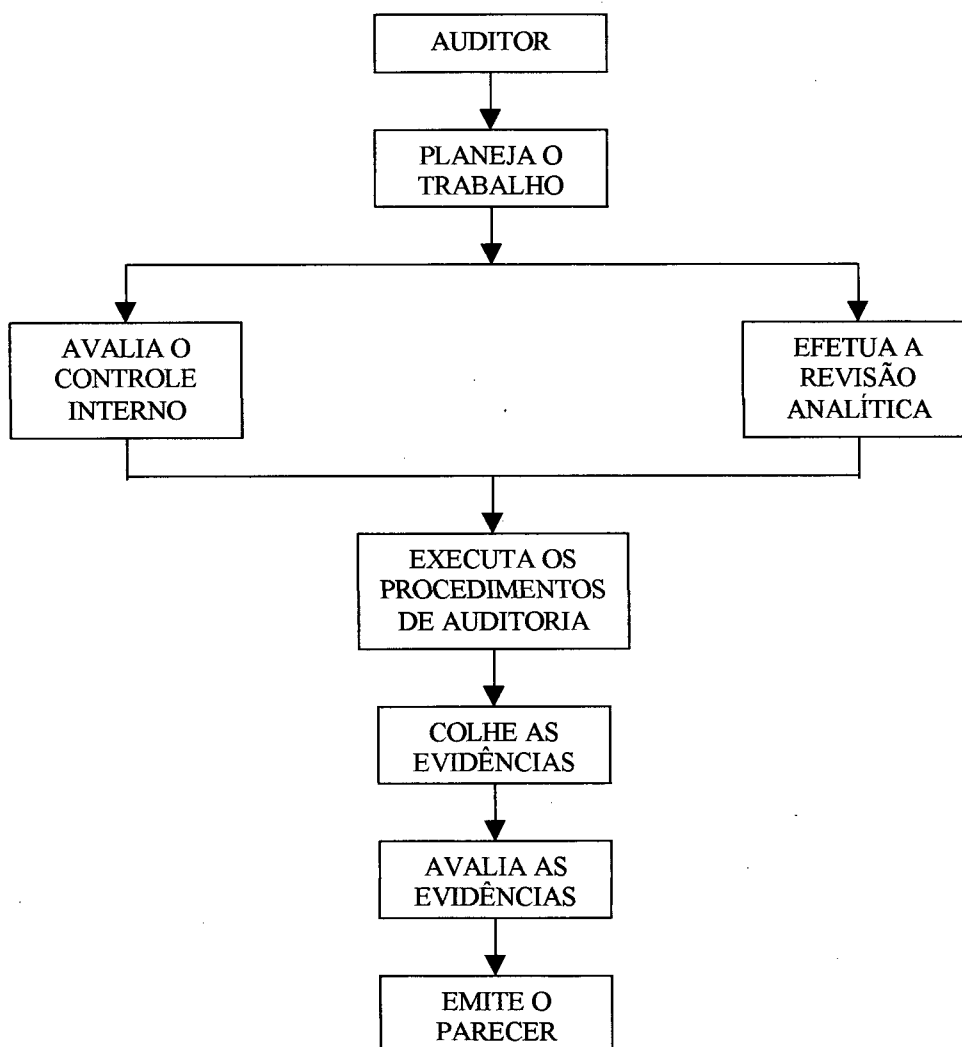 AUDITOR
PLANEJA O
TRABALHO
AVALIA O
CONTROLE
INTERNO
EFETUA A
REVISÃO
ANALÍTICA
EXECUTA OS
PROCEDIMENTOS
DE AUDITORIA
COLHE AS
EVIDÊNCIAS
AVALIA AS
EVIDÊNCIAS
EMITE O
PARECER